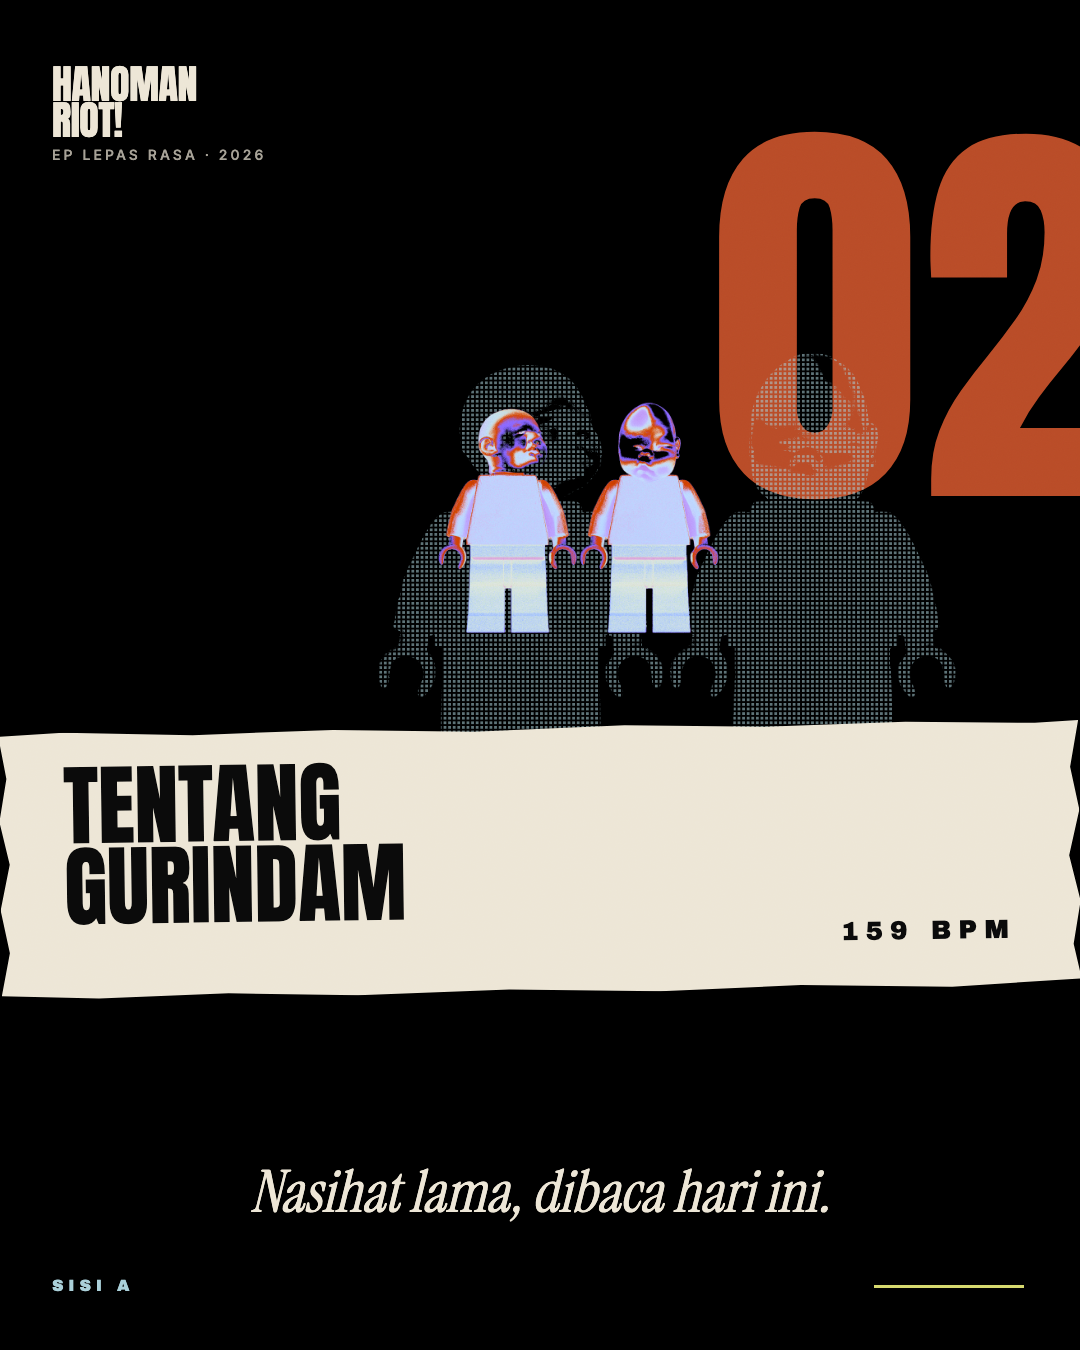 HANOMAN
RIOT!
EP LEPAS RASA · 2026
02
TENTANG
GURINDAM
159 BPM
Nasihat lama, dibaca hari ini.
SISI A